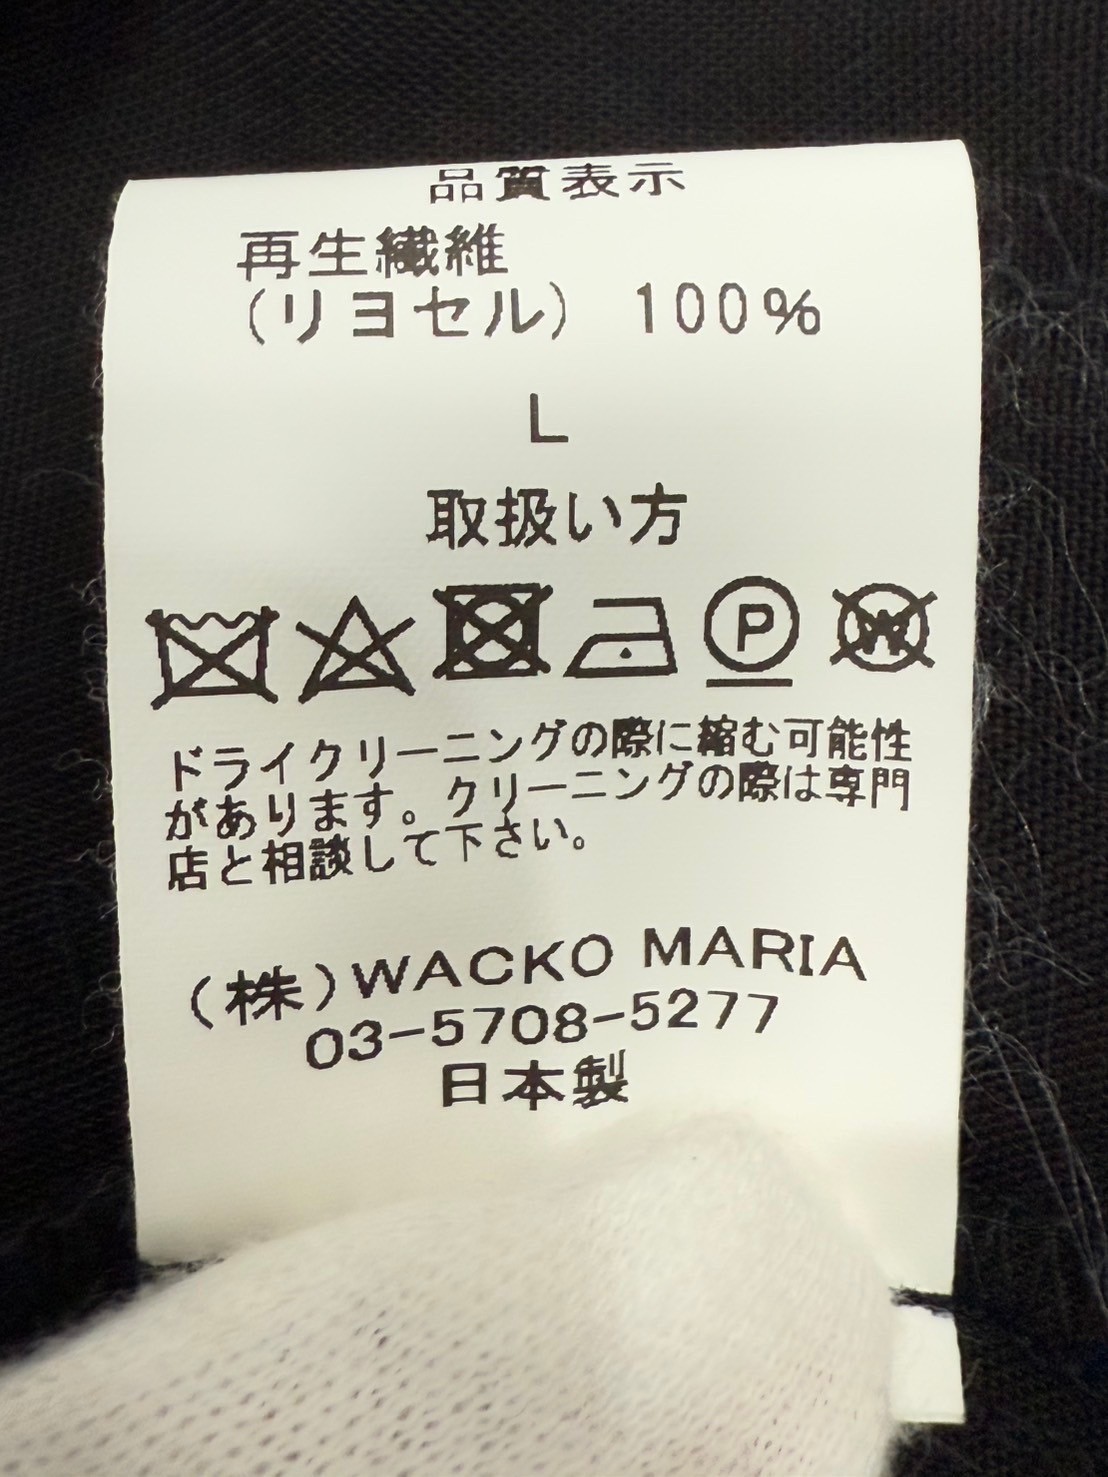 品質表示
再生繊維
(リヨセル) 100%
L
取扱い方
P
W
ドライクリーニングの際に縮む可能性
があります。クリーニングの際は専門
店と相談して下さい。
(株)WACKO MARIA
03-5708-5277
日本製